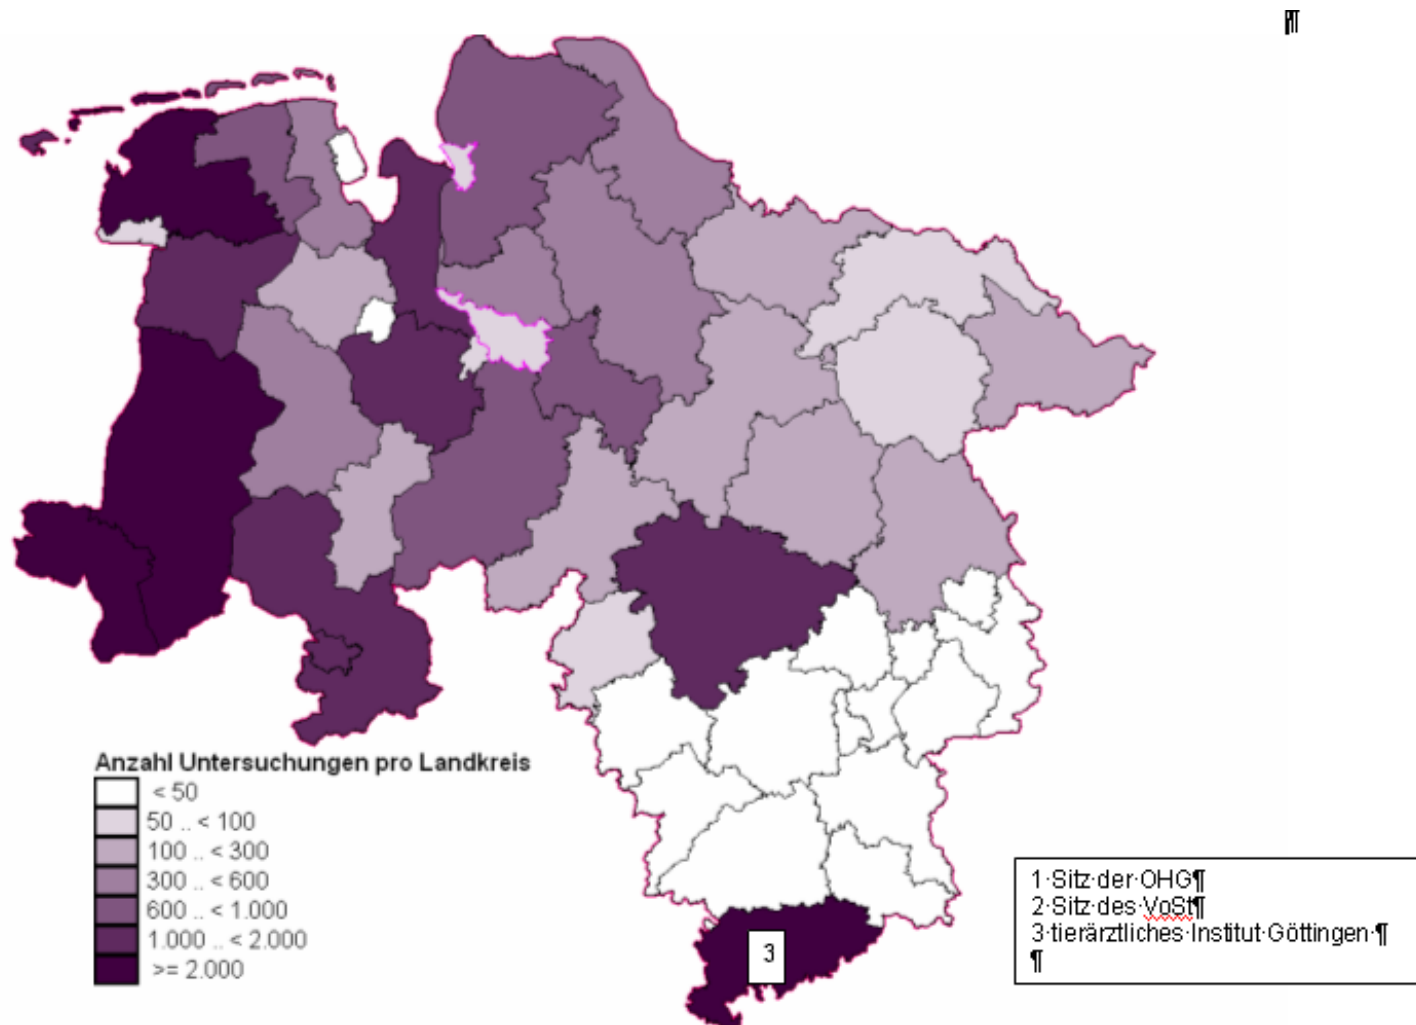 ¶
Anzahl Untersuchungen pro Landkreis
< 50
50 .. < 100
100 .. < 300
300 .. < 600
600 .. < 1.000
1.000 .. < 2.000
>= 2.000
3
1·Sitz·der·OHG¶
2·Sitz·des·VoSt¶
3·tierärztliches·Institut·Göttingen·¶
¶